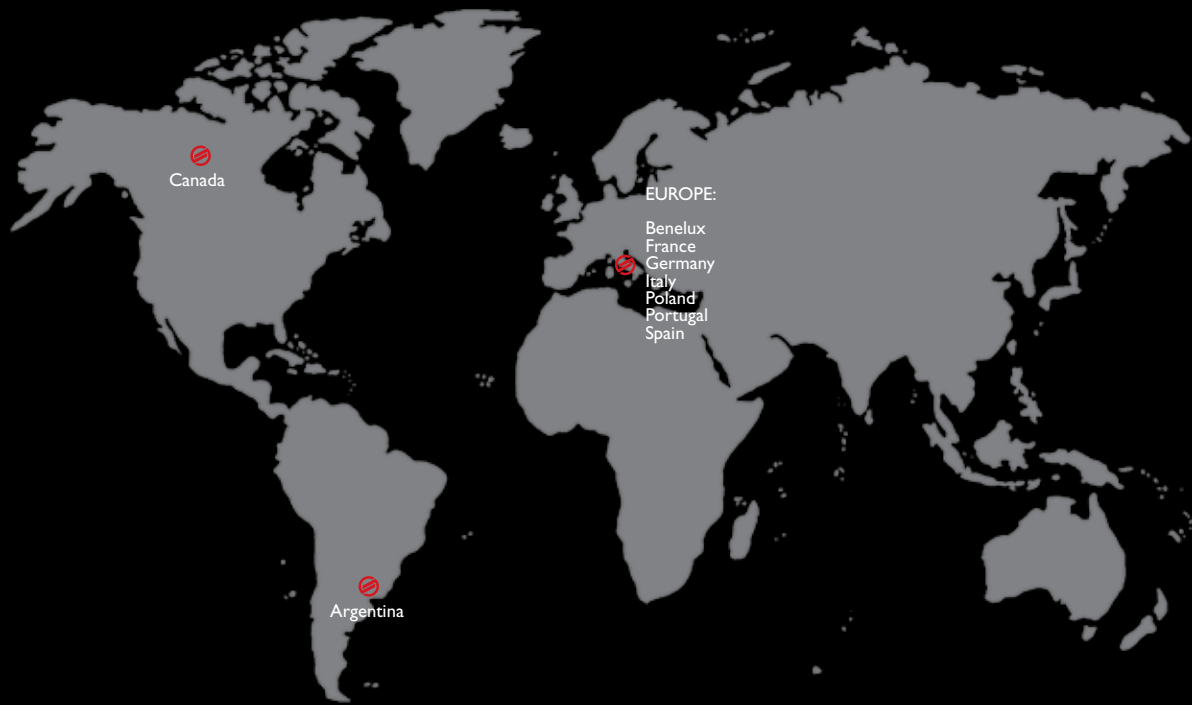 Canada
EUROPE:
Benelux
France
Germany
Italy
Poland
Portugal
Spain
Argentina